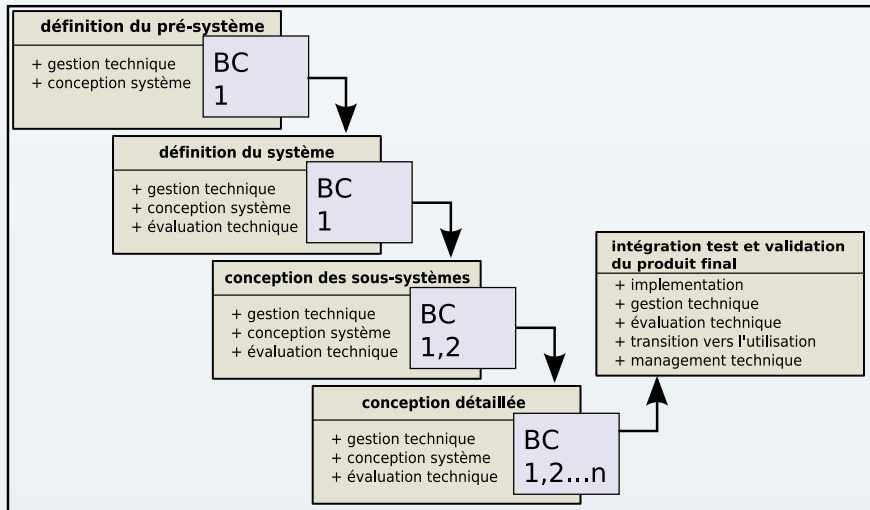 définition du pré-système
+ gestion technique
+ conception système
BC
1
définition du système
+ gestion technique
+ conception système
+ évaluation technique
BC
1
conception des sous-systèmes
+ gestion technique
+ conception système
+ évaluation technique
BC
1,2
conception détaillée
+ gestion technique
+ conception système
+ évaluation technique
BC
1,2...n
intégration test et validation
du produit final
+ implementation
+ gestion technique
+ évaluation technique
+ transition vers l'utilisation
+ management technique